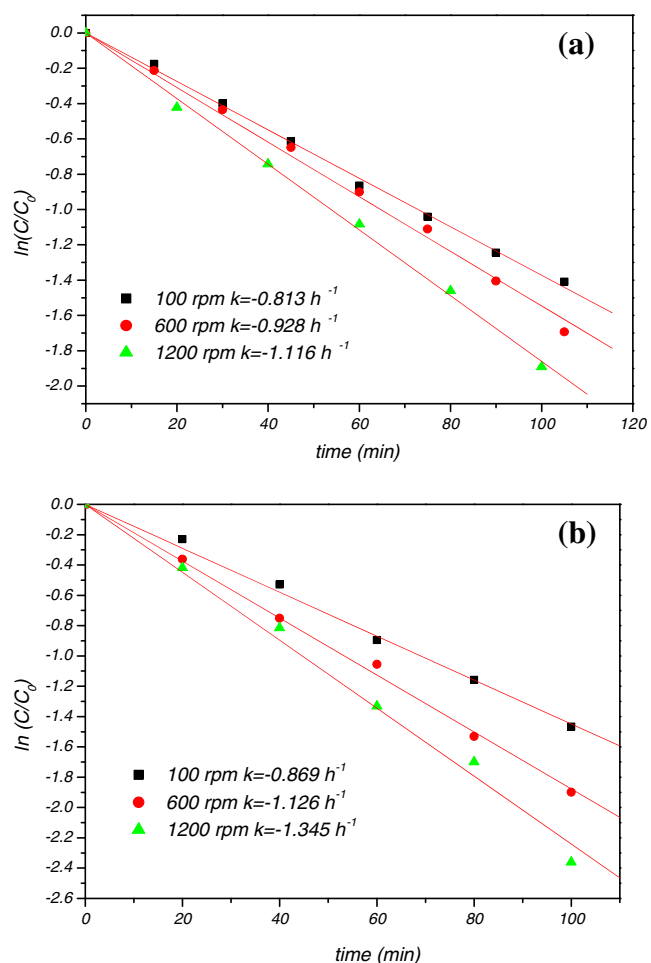 (a)
ln(C/C0)
0.0
-0.2
-0.4
-0.6
-0.8
-1.0
-1.2
-1.4
-1.6
-1.8
-2.0
100 rpm k=-0.813 h -1
600 rpm k=-0.928 h -1
1200 rpm k=-1.116 h -1
0 20 40 60 80 100 120
time (min)
(b)
ln (C/C0)
0.0
-0.2
-0.4
-0.6
-0.8
-1.0
-1.2
-1.4
-1.6
-1.8
-2.0
-2.2
-2.4
-2.6
100 rpm k=-0.869 h-1
600 rpm k=-1.126 h-1
1200 rpm k=-1.345 h-1
0 20 40 60 80 100
time (min)